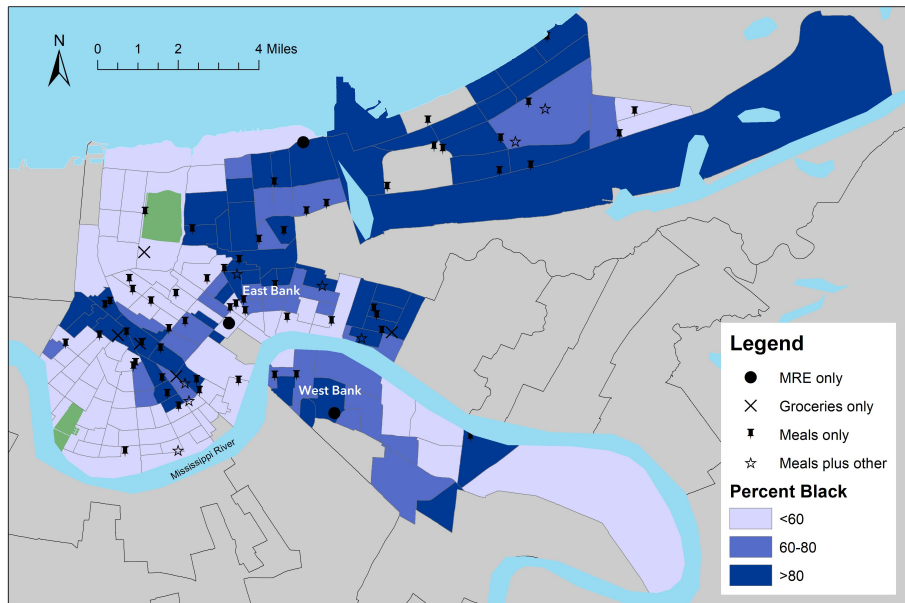 N
0 1 2 4 Miles
East Bank
West Bank
Mississippi River
Legend
MRE only
Groceries only
Meals only
Meals plus other
Percent Black
<60
60-80
>80